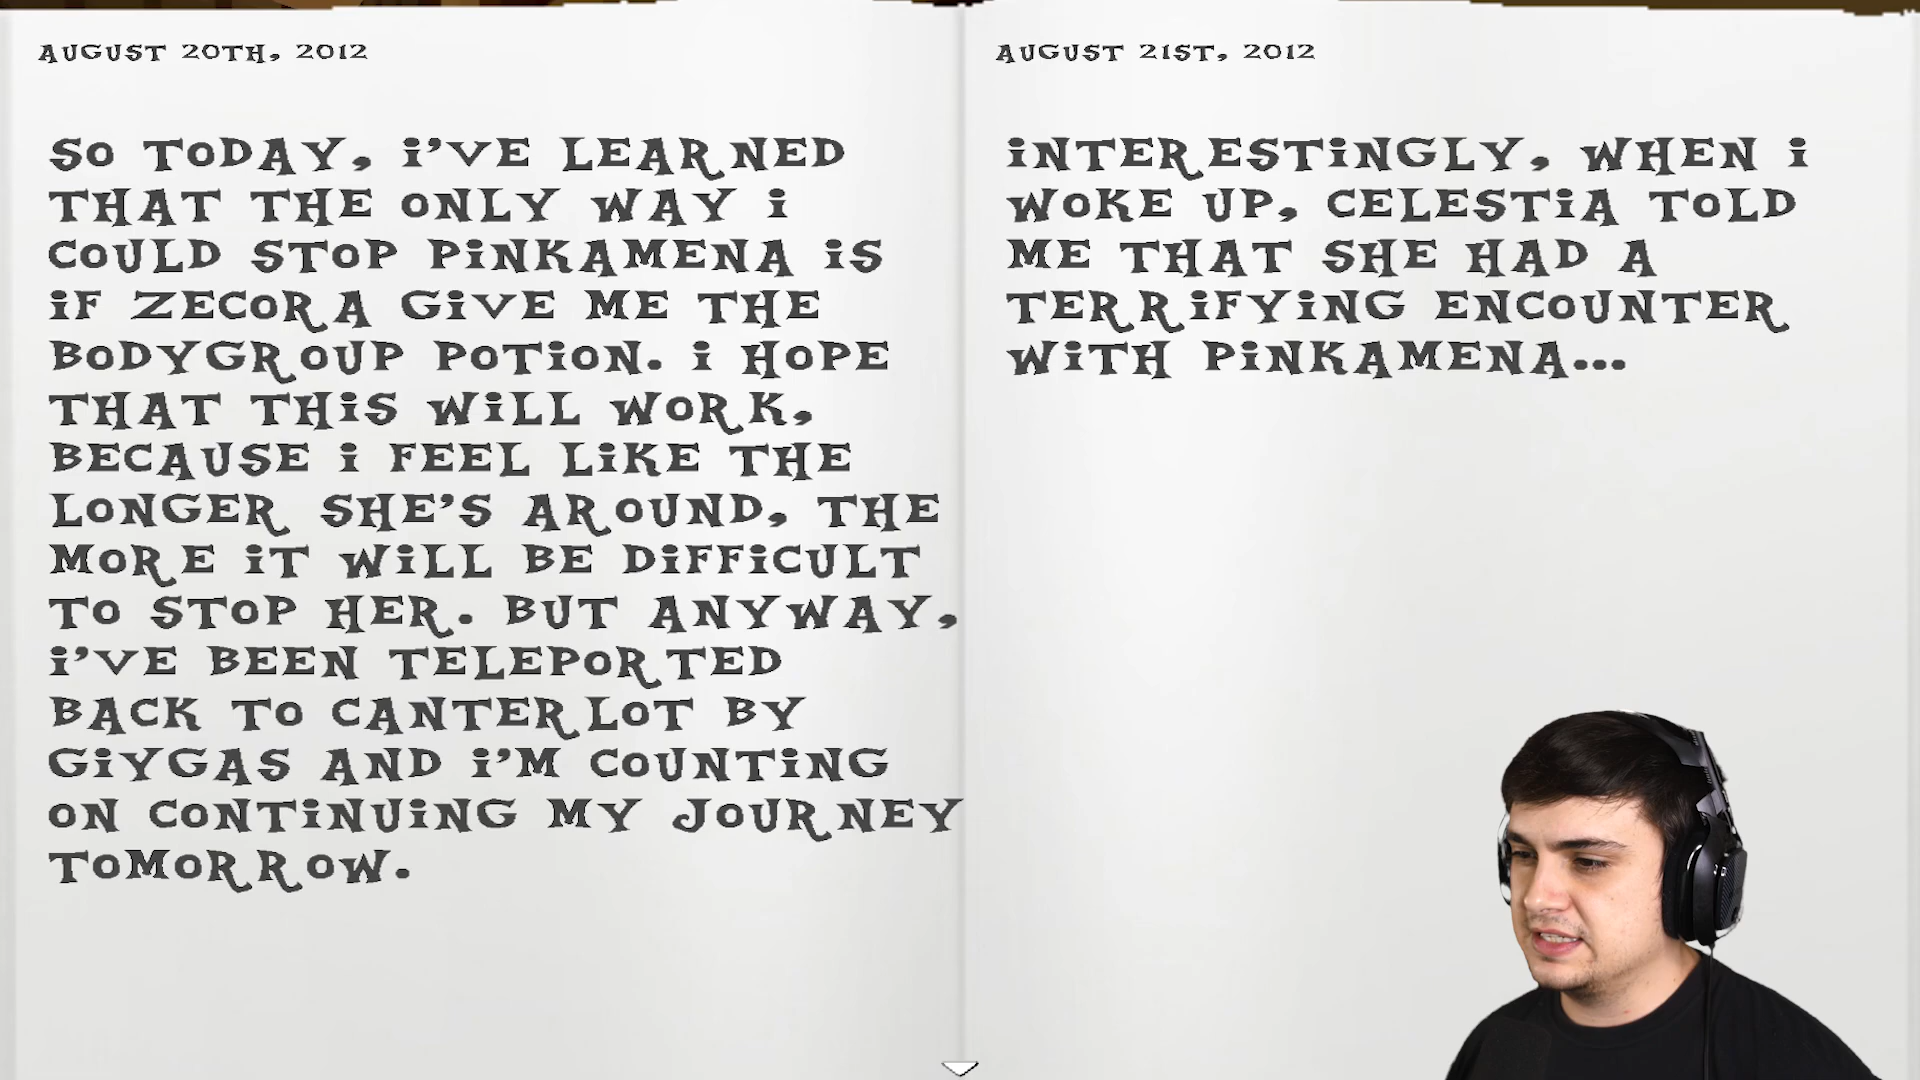 AUGUST 20TH, 2012
SO TODAY, i'VE LEARNED
THAT THE ONLY WAY i
COULD STOP PiNKAMENA iS
iF ZECORA GiVE ME THE
BODYGROUP POTiON. i HOPE
THAT THiS WiLL WORK,
BECAUSE i FEEL LiKE THE
LONGER SHE'S AROUND, THE
MORE iT WiLL BE DiFFiCULT
TO STOP HER. BUT ANYWAY,
i'VE BEEN TELEPORTED
BACK TO CANTERLOT BY
GiYGAS AND i'M COUNTiNG
ON CONTiNUiNG MY JOURNEY
TOMORROW.
AUGUST 21ST, 2012
iNTERESTiNGLY, WHEN i
WOKE UP, CELESTiA TOLD
ME THAT SHE HAD A
TERRiFYiNG ENCOUNTER
WiTH PiNKAMENA...